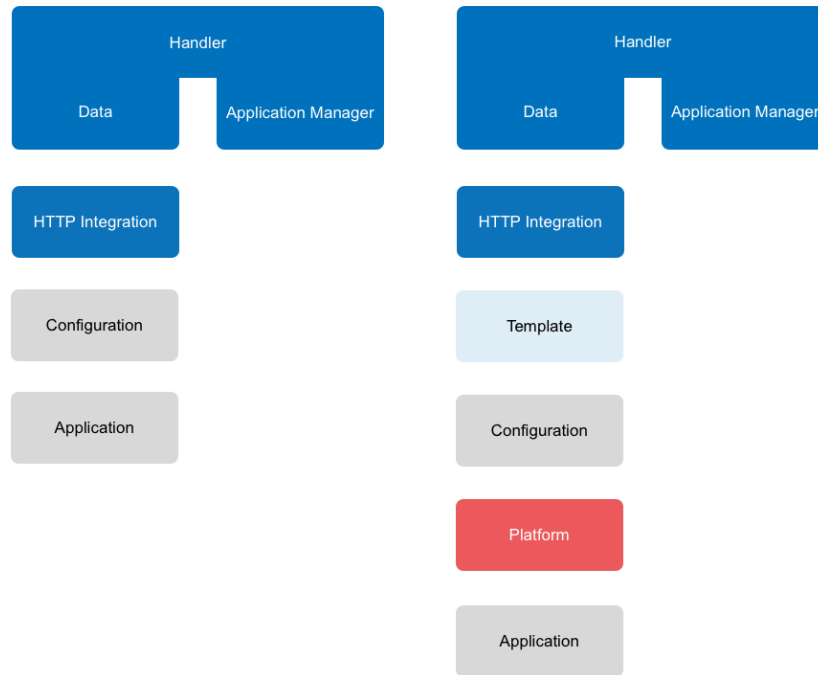 Handler
Data
Application Manager
HTTP Integration
Configuration
Application
Handler
Data
Application Manager
HTTP Integration
Template
Configuration
Platform
Application